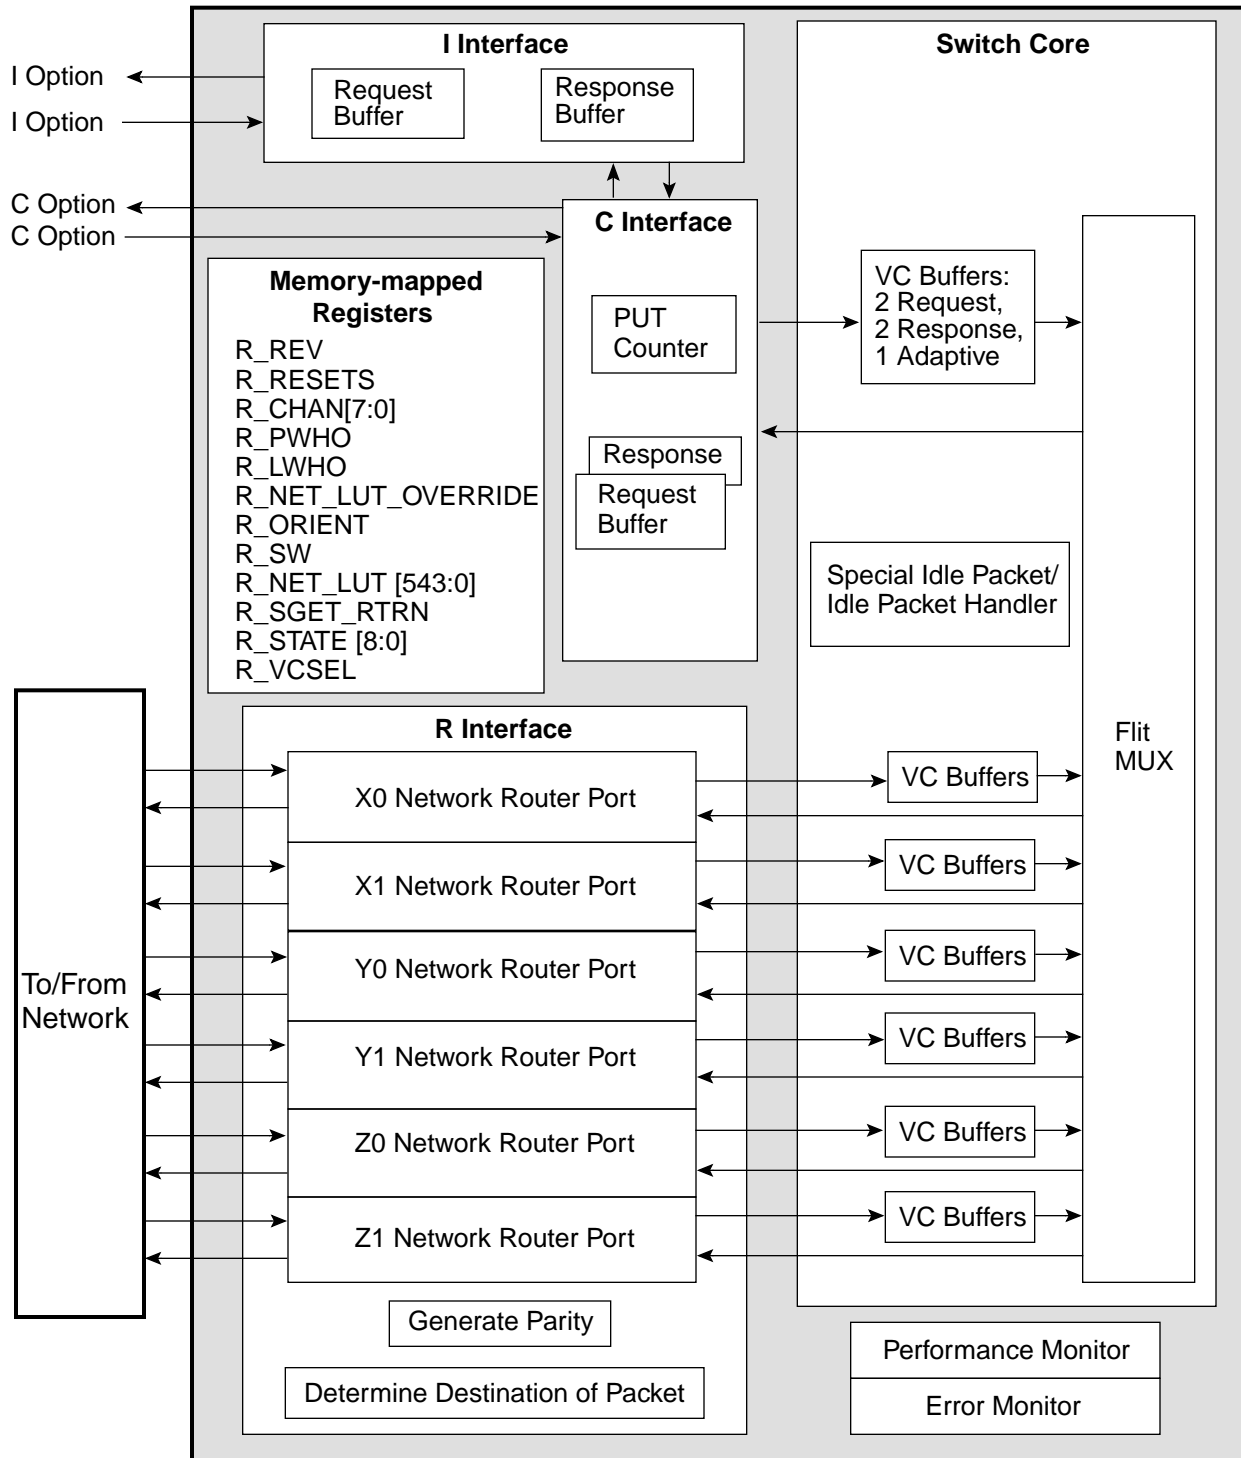 I Interface
Switch Core
I Option
I Option
Request
Buffer
Response
Buffer
C Option
C Option
C Interface
Memory-mapped
Registers
R_REV
R_RESETS
R_CHAN[7:0]
R_PWHO
R_LWHO
R_NET_LUT_OVERRIDE
R_ORIENT
R_SW
R_NET_LUT [543:0]
R_SGET_RTRN
R_STATE [8:0]
R_VCSEL
PUT
Counter
VC Buffers:
2 Request,
2 Response,
1 Adaptive
Response
Request
Buffer
Special Idle Packet/
Idle Packet Handler
Flit
MUX
R Interface
X0 Network Router Port
VC Buffers
X1 Network Router Port
VC Buffers
Y0 Network Router Port
VC Buffers
To/From
Network
Y1 Network Router Port
VC Buffers
Z0 Network Router Port
VC Buffers
Z1 Network Router Port
VC Buffers
Generate Parity
Determine Destination of Packet
Performance Monitor
Error Monitor